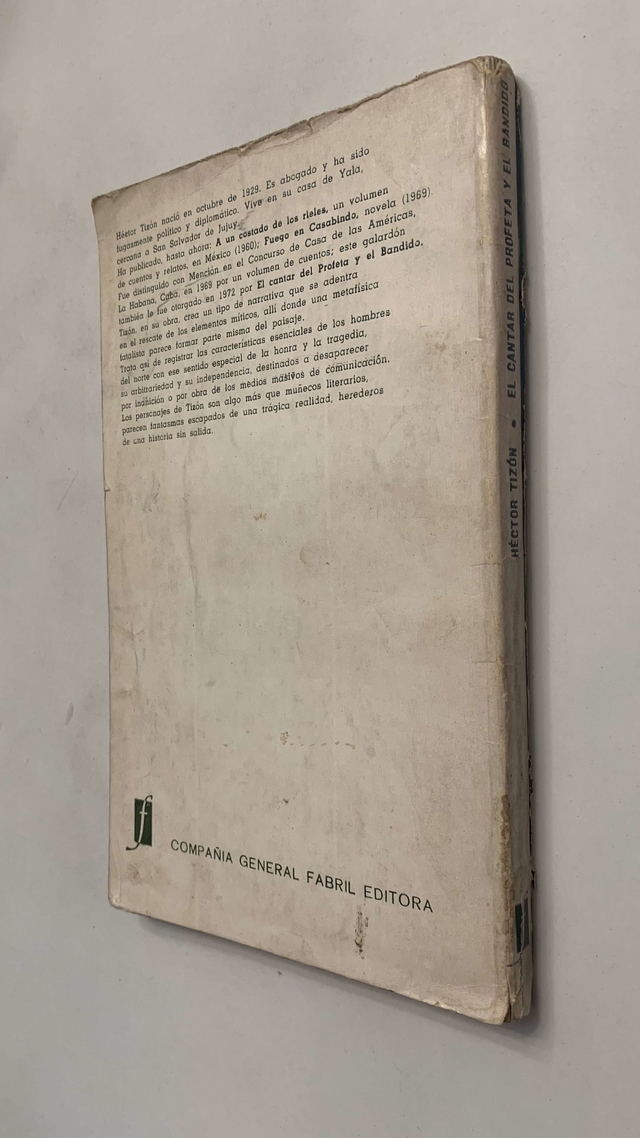 Héctor Tizón nació en octubre de 1929. Es abogado y ha sido
fugazmente político y diplomático. Vive en su casa de Yala,
cercana a San Salvador de Jujuy.
Ha publicado, hasta ahora: A un costado de los rieles, un volumen
de cuentos y relatos, en México (1960); Fuego en Casabindo, novela (1969).
Fue distinguido con Mención en el Concurso de Casa de las Américas,
La Habana, Cuba, en 1969 por un volumen de cuentos; este galardón
también le fue otorgado en 1972 por El cantar del Profeta y el Bandido.
Tizón, en su obra, crea un tipo de narrativa que se adentra
en el rescate de los elementos míticos, allí donde una metafísica
fatalista parece formar parte misma del paisaje.
Trata así de registrar las características esenciales de los hombres
del norte con ese sentido especial de la honra y la tragedia,
su arbitrariedad y su independencia, destinados a desaparecer
por inanición o por obra de los medios masivos de comunicación.
Los personajes de Tizón son algo más que muñecos literarios,
parecen fantasmas escapados de una trágica realidad, herederos
de una historia sin salida.
f
COMPAÑIA GENERAL FABRIL EDITORA
HÉCTOR TIZÓN • EL CANTAR DEL PROFETA Y EL BANDIDO